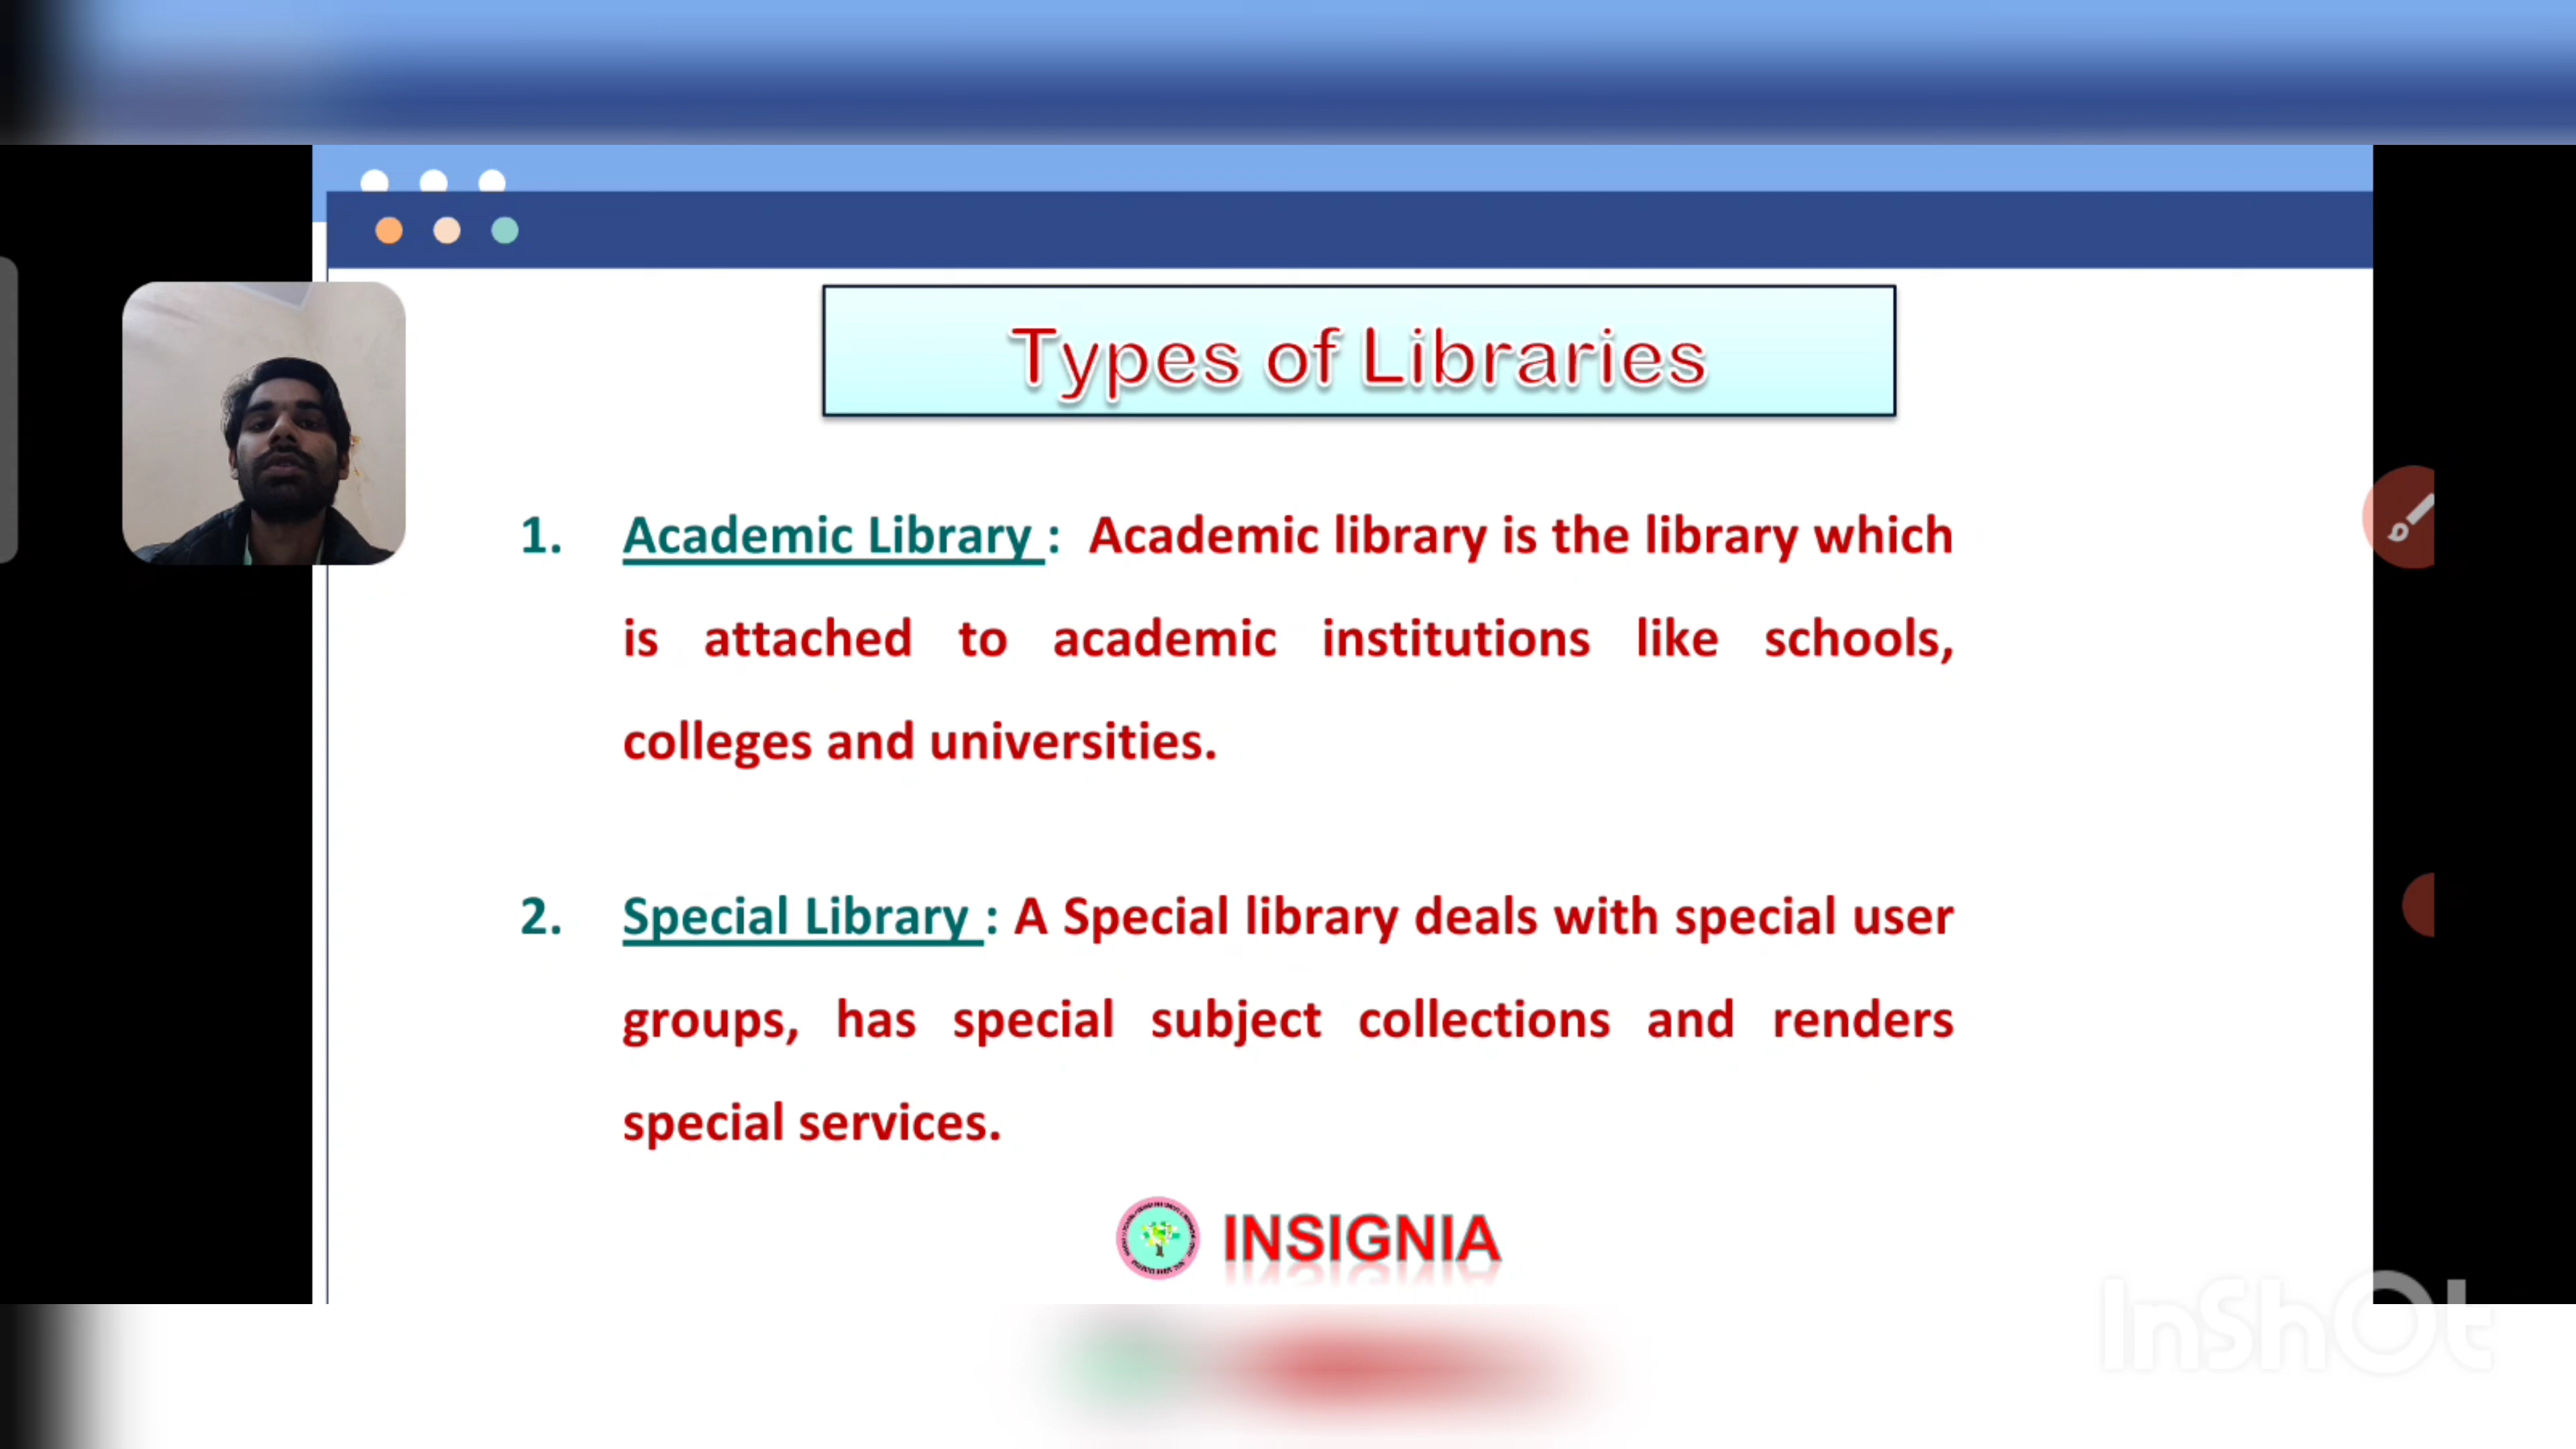 Types of Libraries
1. Academic Library : Academic library is the library which
is attached to academic institutions like schools,
colleges and universities.
2. Special Library : A Special library deals with special user
groups, has special subject collections and renders
special services.
INSIGNIA
InShOt